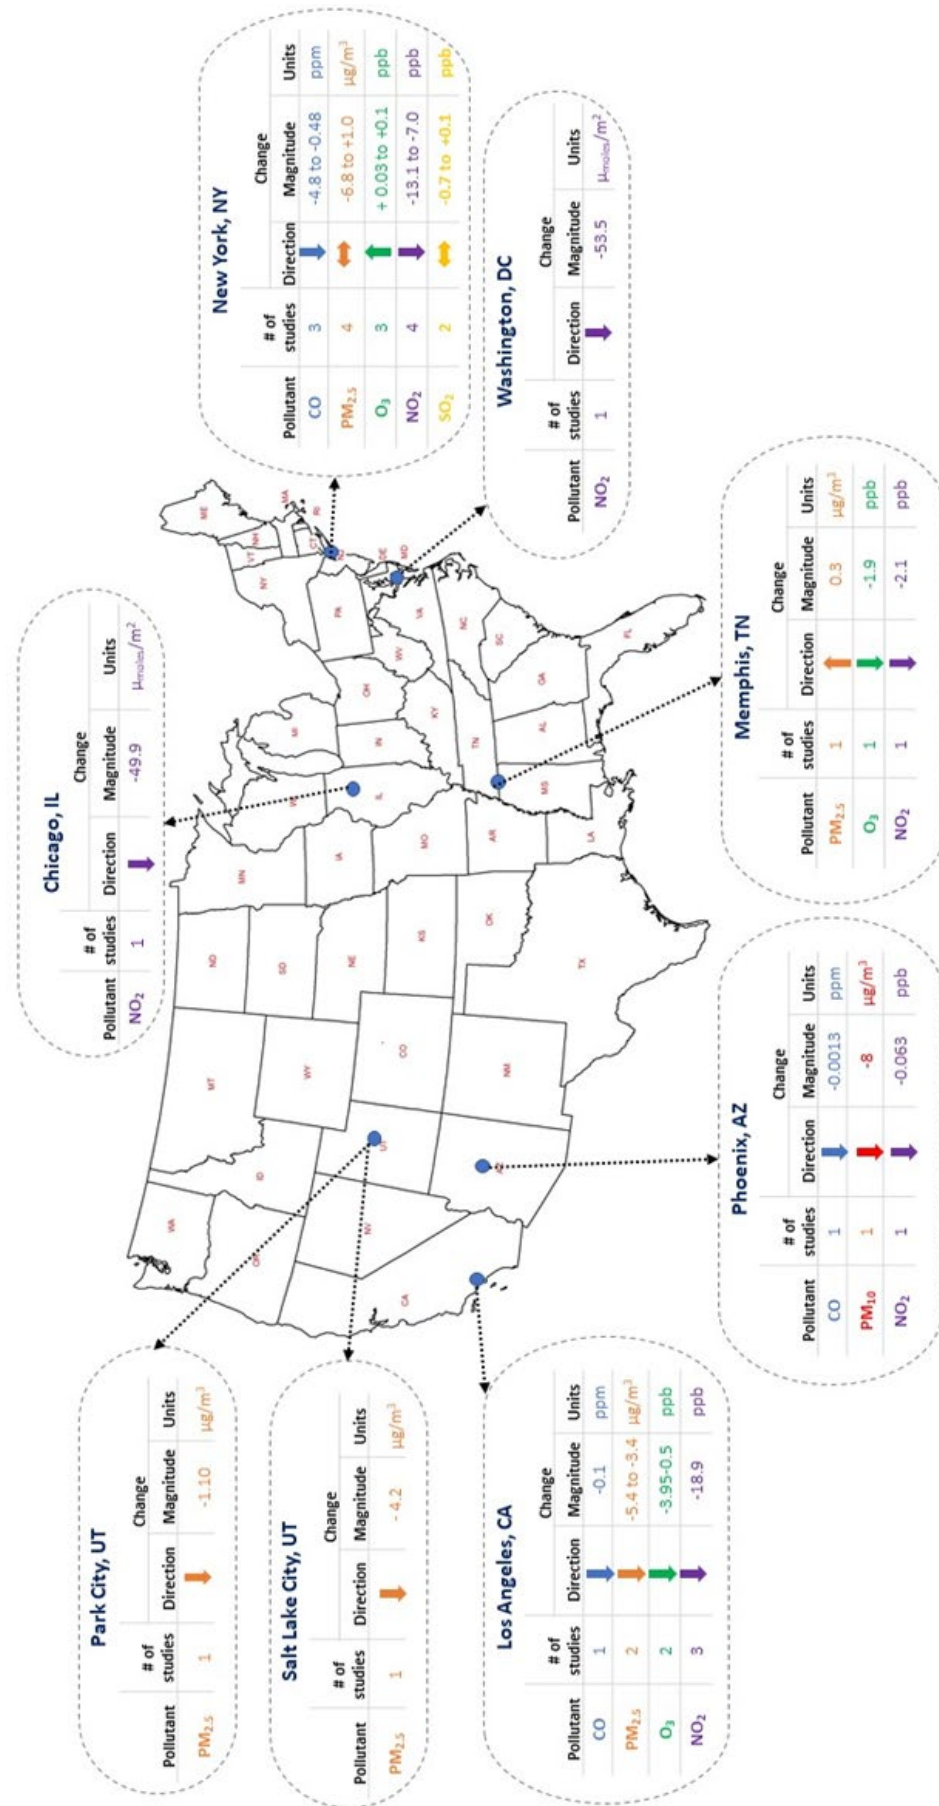 Park City, UT
Pollutant # of studies Change
Direction Magnitude Units
PM2.5 1 -1.10 μg/m³
Salt Lake City, UT
Pollutant # of studies Change
Direction Magnitude Units
PM2.5 1 - 4.2 μg/m³
Los Angeles, CA
Pollutant # of studies Change
Direction Magnitude Units
CO 1 -0.1 ppm
PM2.5 2 -5.4 to -3.4 μg/m³
O3 2 -3.95-0.5 ppb
NO2 3 -18.9 ppb
Chicago, IL
Pollutant # of studies Change
Direction Magnitude Units
NO2 1 -49.9 μmoles/m²
New York, NY
Pollutant # of studies Change
Direction Magnitude Units
CO 3 -4.8 to -0.48 ppm
PM2.5 4 -6.8 to +1.0 μg/m³
O3 3 + 0.03 to +0.1 ppb
NO2 4 -13.1 to -7.0 ppb
SO2 2 -0.7 to +0.1 ppb
Washington, DC
Pollutant # of studies Change
Direction Magnitude Units
NO2 1 -53.5 μmoles/m²
Phoenix, AZ
Pollutant # of studies Change
Direction Magnitude Units
CO 1 -0.0013 ppm
PM10 1 -8 μg/m³
NO2 1 -0.063 ppb
Memphis, TN
Pollutant # of studies Change
Direction Magnitude Units
PM2.5 1 0.3 μg/m³
O3 1 -1.9 ppb
NO2 1 -2.1 ppb
WA
MT
ND
MN
ME
VT
NH
MA
RI
CT
NJ
NY
ID
WY
SD
IA
MI
PA
DE
MD
NV
UT
CO
NE
IL
IN
OH
WV
VA
CA
KS
MO
KY
NC
AZ
NM
OK
AR
TN
SC
TX
LA
MS
AL
GA
FL